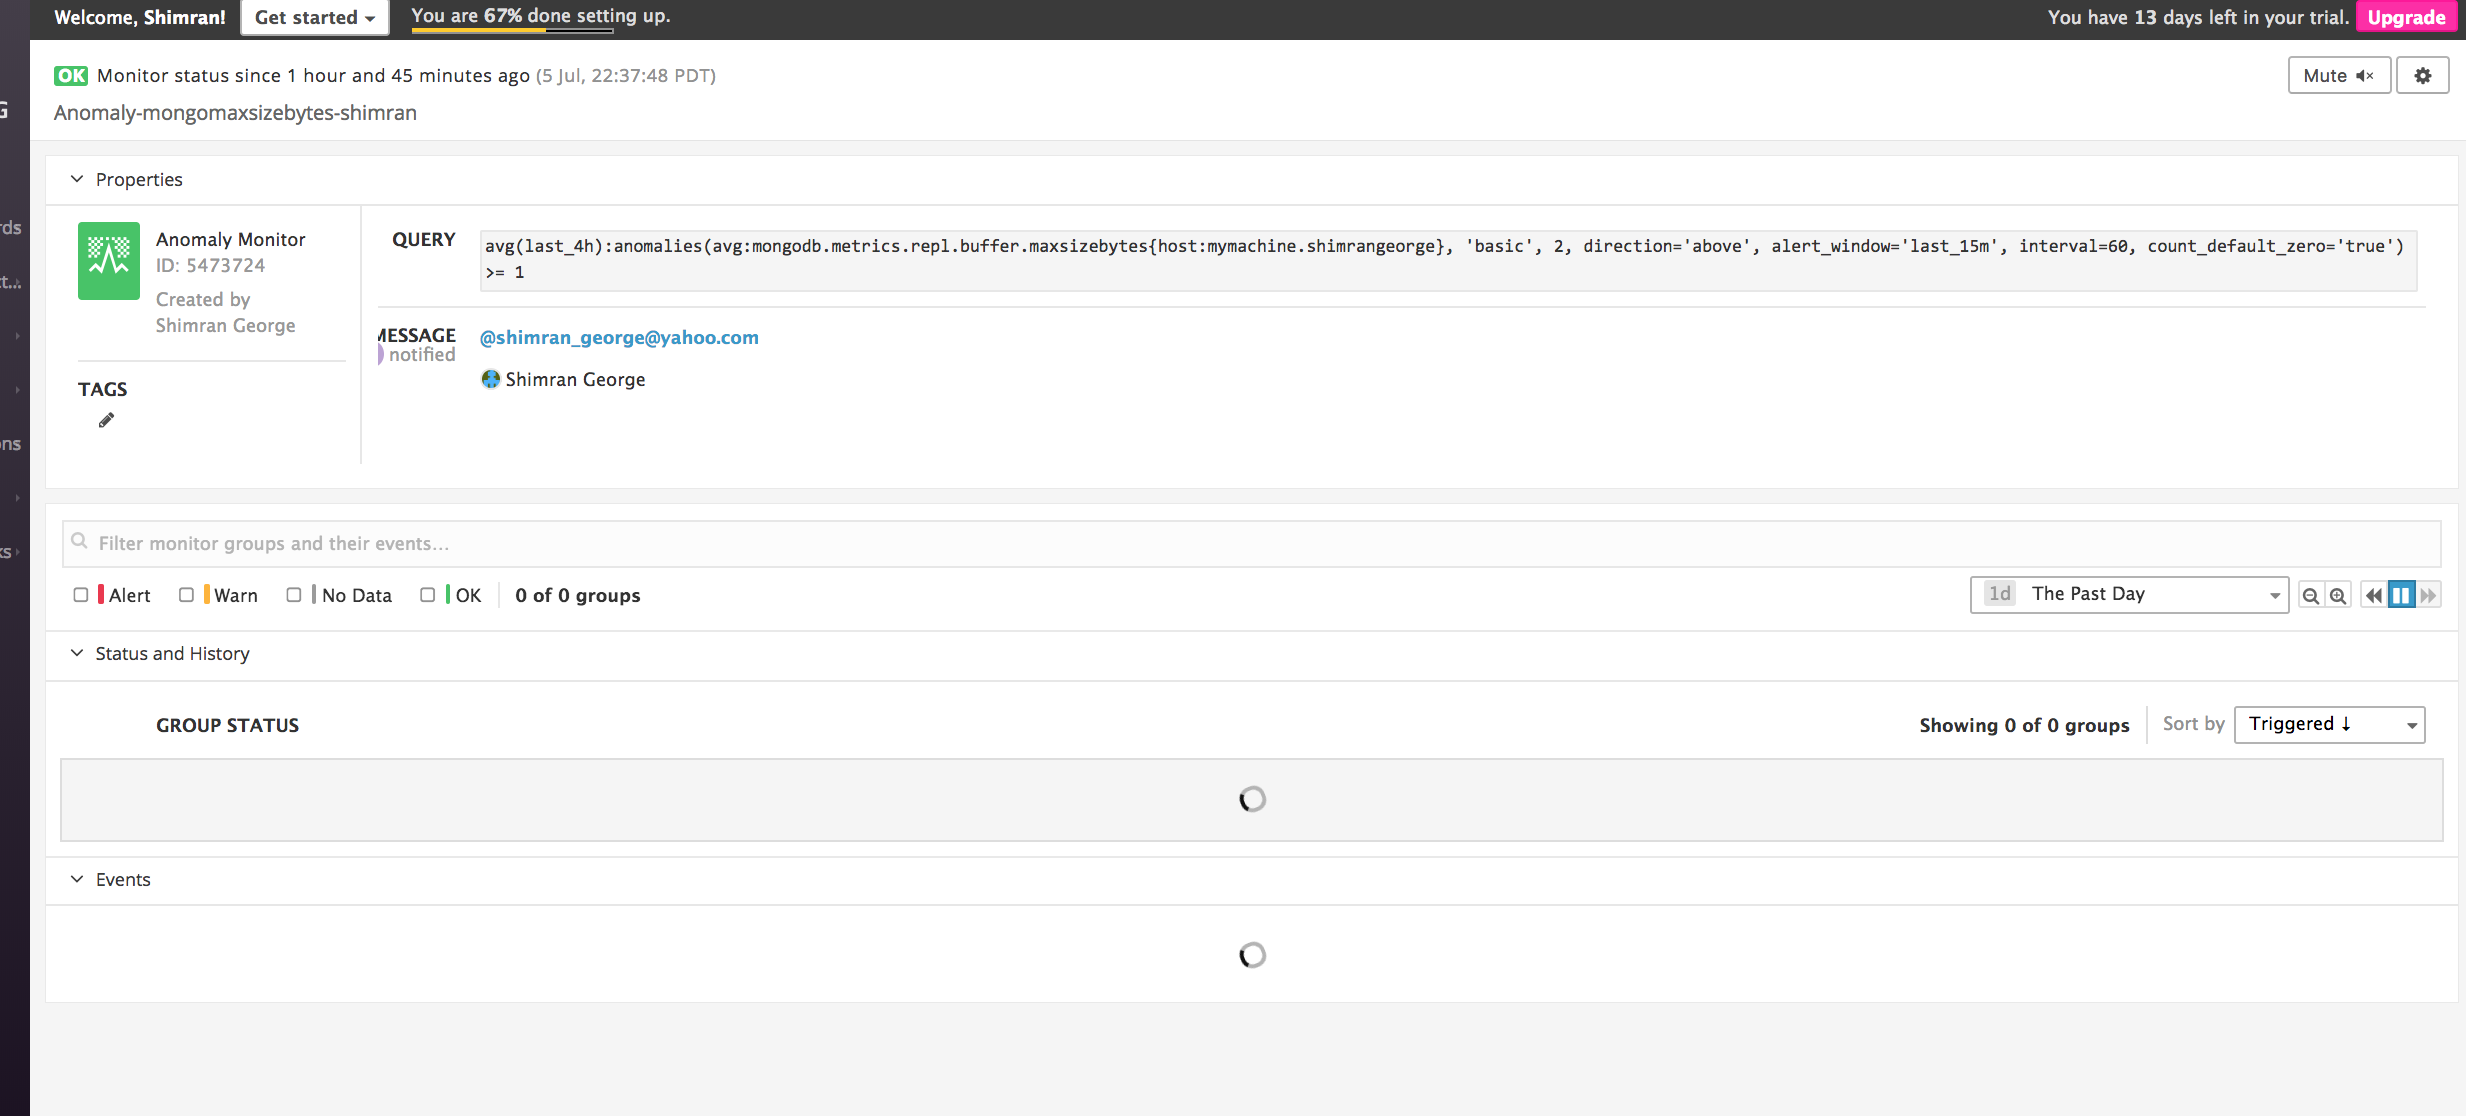 Welcome, Shimran! Get started You are 67% done setting up. You have 13 days left in your trial. Upgrade
OK Monitor status since 1 hour and 45 minutes ago (5 Jul, 22:37:48 PDT) Mute
Anomaly-mongomaxsizebytes-shimran
G
rds
t...
ons
ks
Properties
Anomaly Monitor
ID: 5473724
Created by
Shimran George
TAGS
QUERY avg(last_4h):anomalies(avg:mongodb.metrics.repl.buffer.maxsizebytes{host:mymachine.shimrangeorge}, 'basic', 2, direction='above', alert_window='last_15m', interval=60, count_default_zero='true')
>= 1
MESSAGE @shimran_george@yahoo.com
notified
Shimran George
Filter monitor groups and their events...
Alert Warn No Data OK 0 of 0 groups 1d The Past Day
Status and History
GROUP STATUS Showing 0 of 0 groups Sort by Triggered ↓
Events